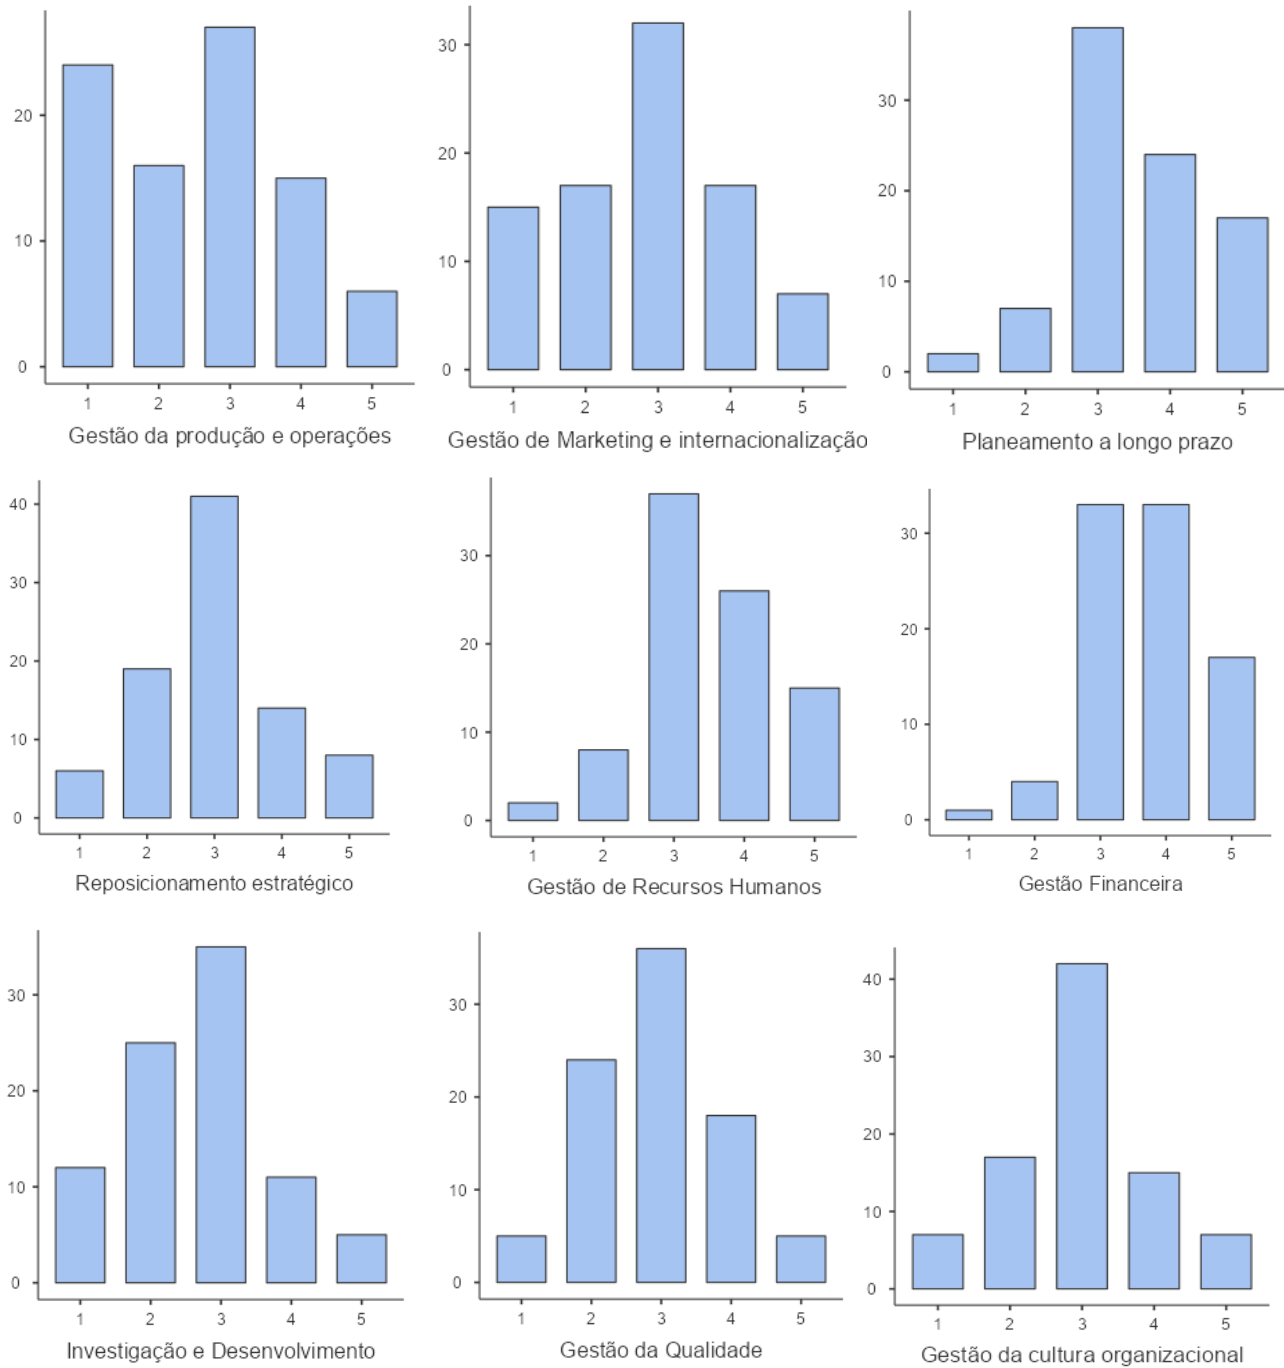 20
10
0
1 2 3 4 5
Gestão da produção e operações
30
20
10
0
1 2 3 4 5
Gestão de Marketing e internacionalização
30
20
10
0
1 2 3 4 5
Planeamento a longo prazo
40
30
20
10
0
1 2 3 4 5
Reposicionamento estratégico
30
20
10
0
1 2 3 4 5
Gestão de Recursos Humanos
30
20
10
0
1 2 3 4 5
Gestão Financeira
30
20
10
0
1 2 3 4 5
Investigação e Desenvolvimento
30
20
10
0
1 2 3 4 5
Gestão da Qualidade
40
30
20
10
0
1 2 3 4 5
Gestão da cultura organizacional